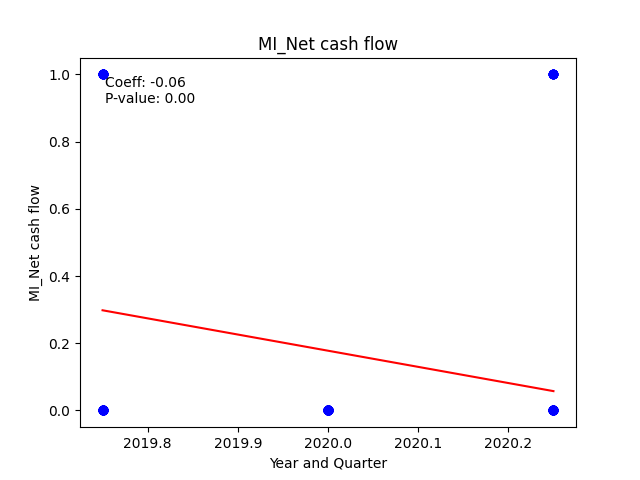 MI_Net cash flow
Coeff: -0.06
P-value: 0.00
MI_Net cash flow
1.0
0.8
0.6
0.4
0.2
0.0
2019.8 2019.9 2020.0 2020.1 2020.2
Year and Quarter